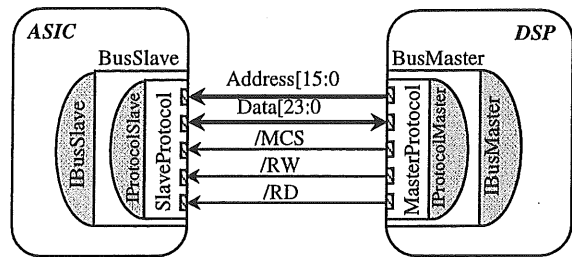 ASIC
DSP
BusSlave
BusMaster
Address[15:0
Data[23:0
/MCS
/RW
/RD
IBusSlave
IProtocolSlave
SlaveProtocol
MasterProtocol
IProtocolMaster
IBusMaster